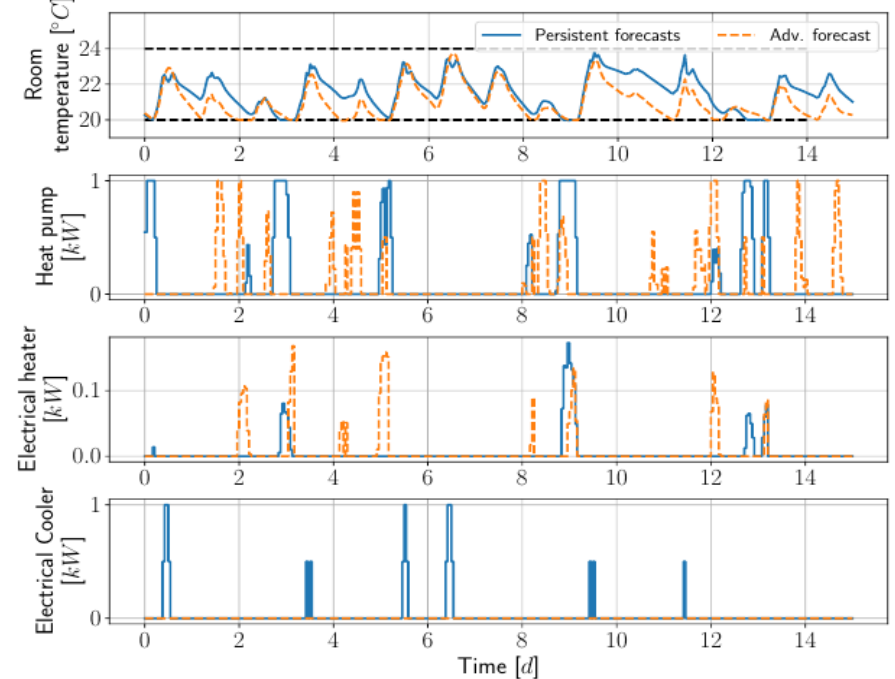 Room
temperature [°C]
Persistent forecasts
Adv. forecast
24
22
20
0 2 4 6 8 10 12 14
Heat pump
[kW]
1
0
0 2 4 6 8 10 12 14
Electrical heater
[kW]
0.1
0.0
0 2 4 6 8 10 12 14
Electrical Cooler
[kW]
1
0
0 2 4 6 8 10 12 14
Time [d]